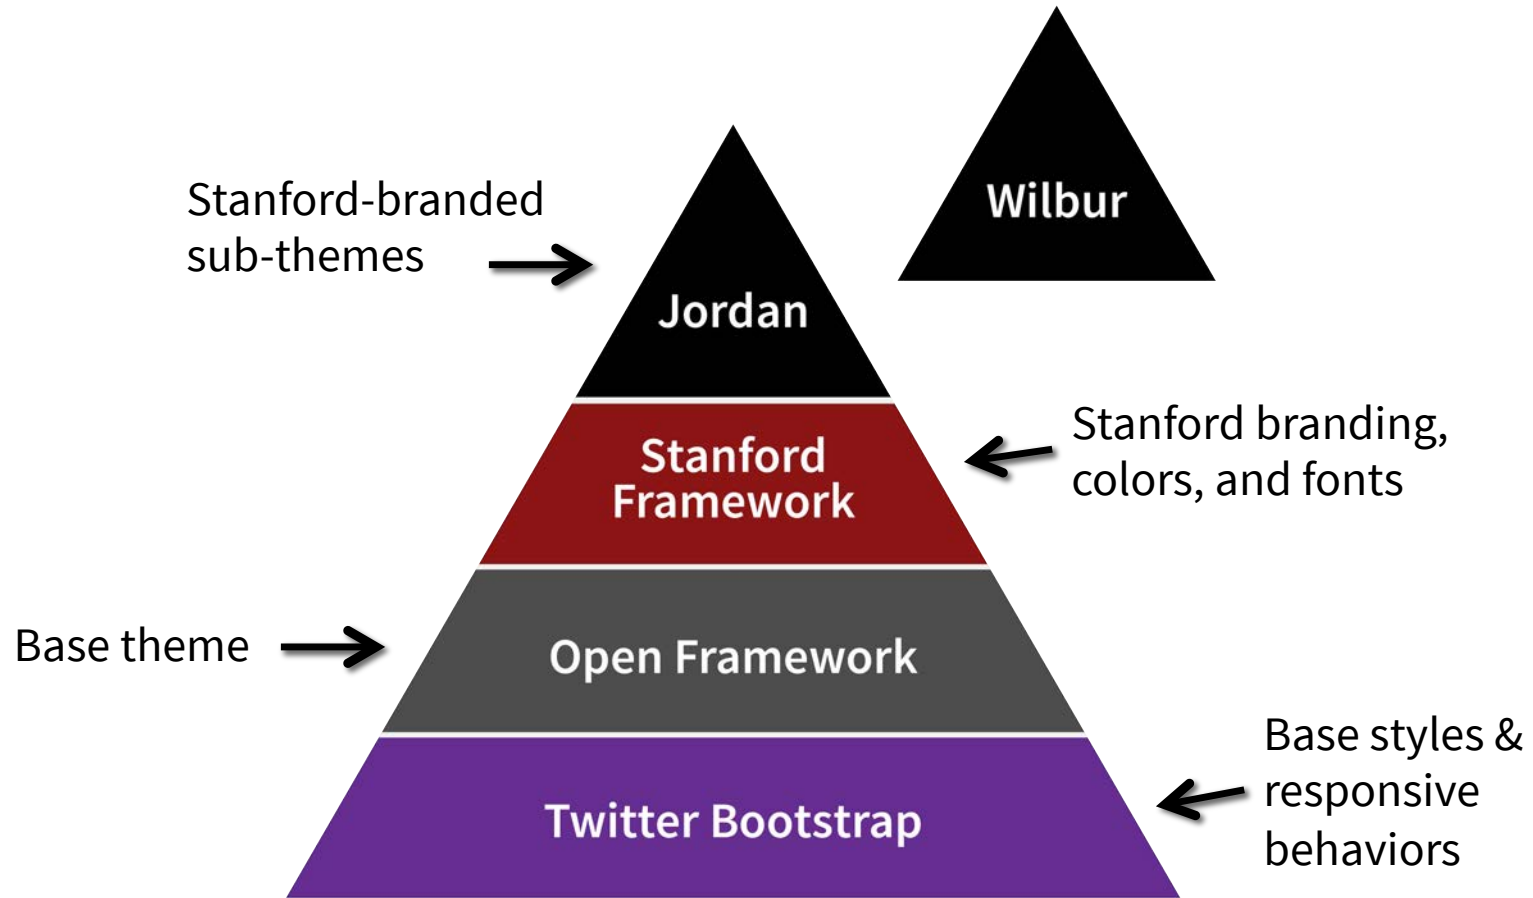 Wilbur
Stanford-branded
sub-themes
Jordan
Stanford
Framework
Stanford branding,
colors, and fonts
Base theme
Open Framework
Twitter Bootstrap
Base styles &
responsive
behaviors